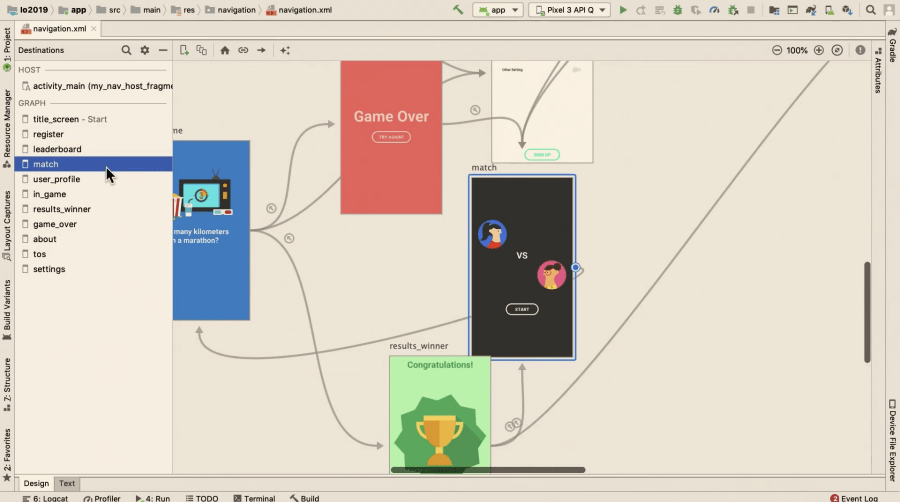 lo2019 app src main res navigation navigation.xml app Pixel 3 API Q
navigation.xml
Destinations 100%
HOST
activity_main (my_nav_host_fragme
GRAPH
title_screen - Start
register
leaderboard
match
user_profile
in_game
results_winner
game_over
about
tos
settings
me
many kilometers
n a marathon?
Game Over
TRY AGAIN?
Other Setting
SIGN UP
match
VS
START
results_winner
Congratulations!
1: Project
Resource Manager
Layout Captures
Build Variants
Z: Structure
2: Favorites
Gradle
Attributes
Device File Explorer
Design Text
6: Logcat Profiler 4: Run TODO Terminal Build 2 Event Log